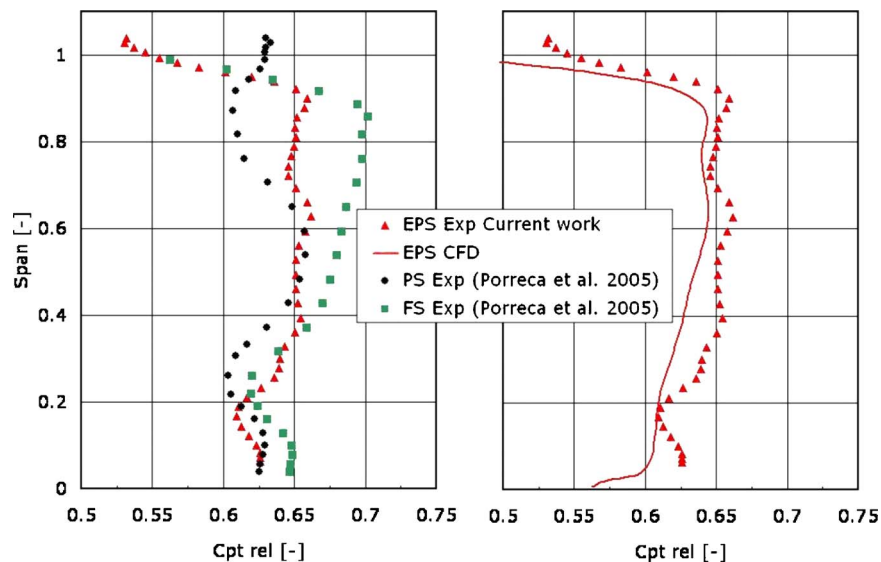 1
0.8
0.6
0.4
0.2
0
Span [-]
EPS Exp Current work
EPS CFD
PS Exp (Porreca et al. 2005)
FS Exp (Porreca et al. 2005)
0.5 0.55 0.6 0.65 0.7 0.75
Cpt rel [-]
0.5 0.55 0.6 0.65 0.7 0.75
Cpt rel [-]